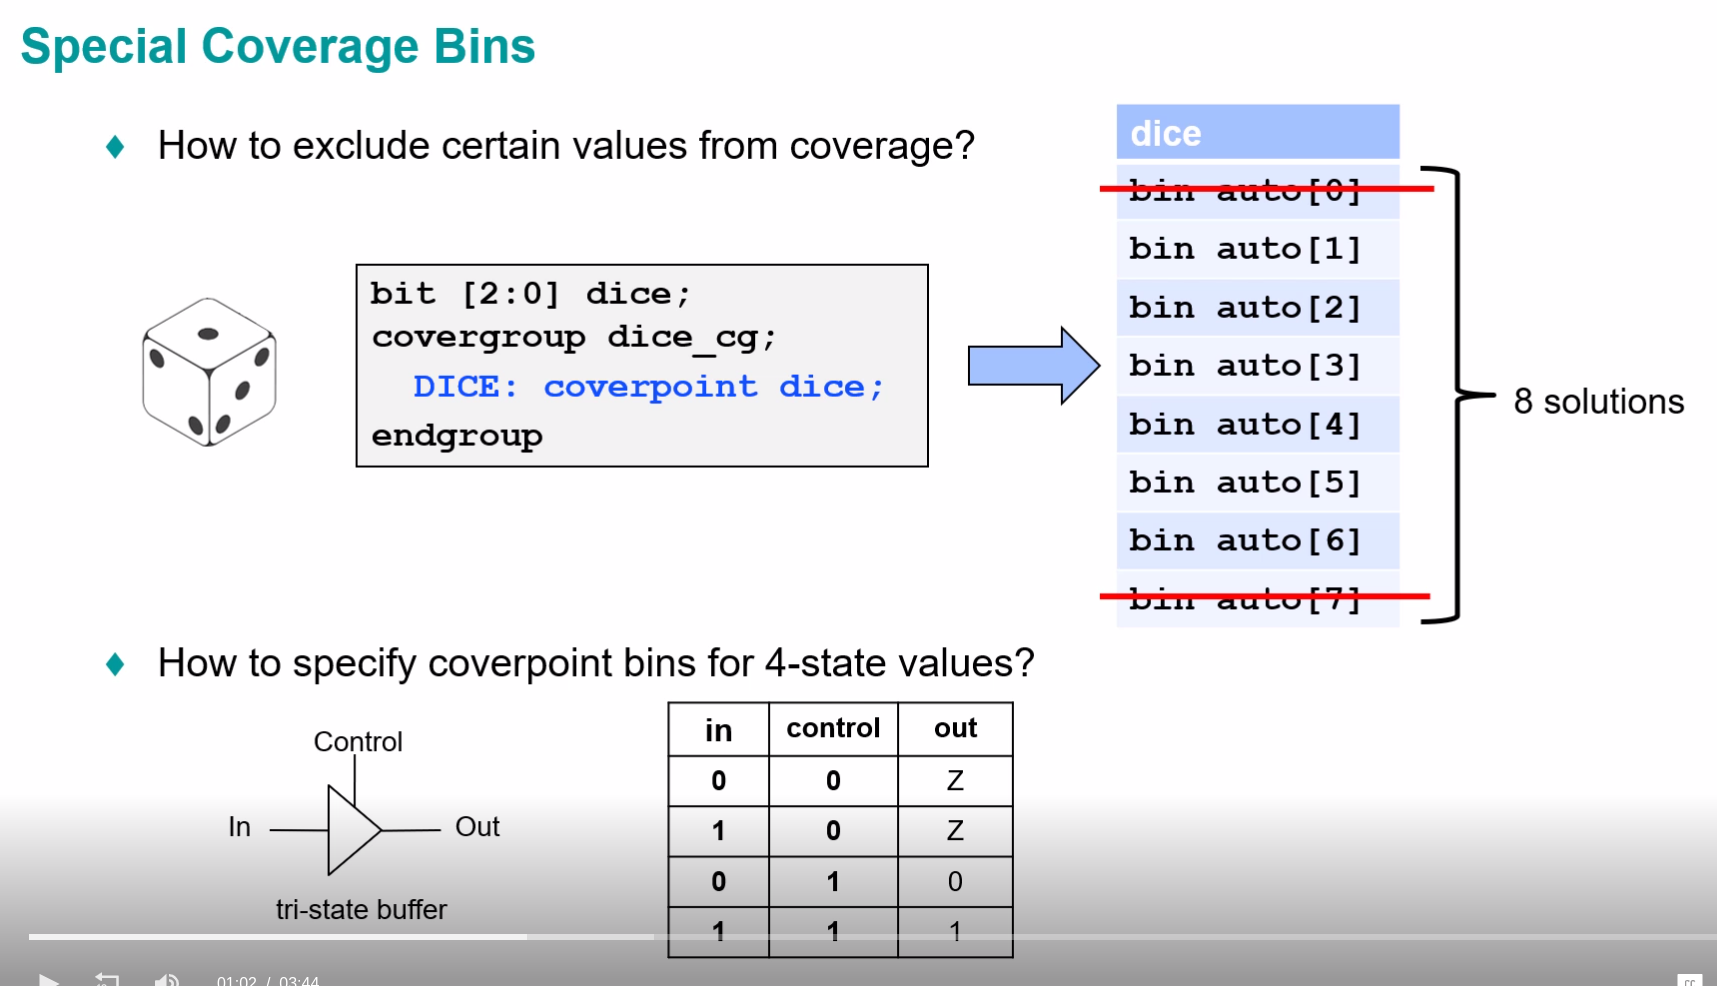 Special Coverage Bins
♦ How to exclude certain values from coverage?
bit [2:0] dice;
covergroup dice_cg;
DICE: coverpoint dice;
endgroup
dice
bin auto[0]
bin auto[1]
bin auto[2]
bin auto[3]
bin auto[4]
bin auto[5]
bin auto[6]
bin auto[7]
8 solutions
♦ How to specify coverpoint bins for 4-state values?
Control
In
Out
tri-state buffer
in control out
0 0 Z
1 0 Z
0 1 0
1 1 1
01:02 / 03:44
CC